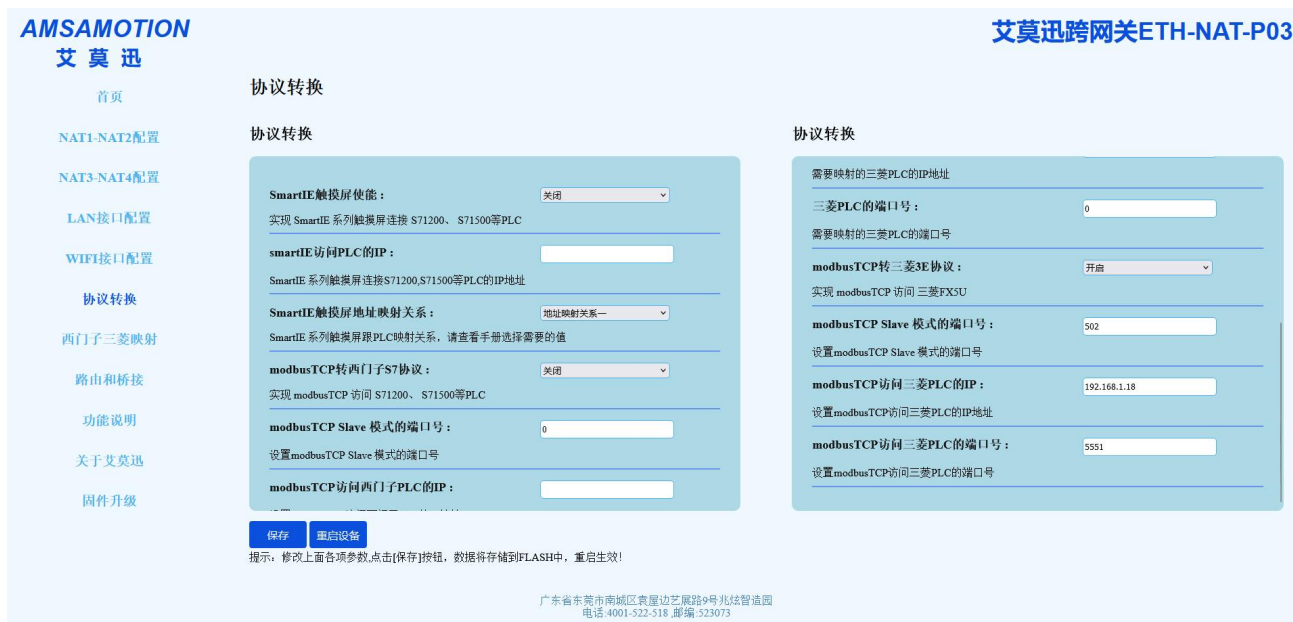 AMSAMOTION
艾莫迅
艾莫迅跨网关ETH-NAT-P03
首页
NAT1-NAT2配置
NAT3-NAT4配置
LAN接口配置
WIFI接口配置
协议转换
西门子三菱映射
路由和桥接
功能说明
关于艾莫迅
固件升级
协议转换
协议转换
SmartIE触摸屏使能：
关闭
实现 SmartIE 系列触摸屏连接 S71200、 S71500等PLC
smartIE访问PLC的IP：
SmartIE 系列触摸屏连接S71200,S71500等PLC的IP地址
SmartIE触摸屏地址映射关系：
地址映射关系一
SmartIE 系列触摸屏跟PLC映射关系，请查看手册选择需要的值
modbusTCP转西门子S7协议：
关闭
实现 modbusTCP 访问 S71200、 S71500等PLC
modbusTCP Slave 模式的端口号：
0
设置modbusTCP Slave 模式的端口号
modbusTCP访问西门子PLC的IP：
协议转换
需要映射的三菱PLC的IP地址
三菱PLC的端口号：
0
需要映射的三菱PLC的端口号
modbusTCP转三菱3E协议：
开启
实现 modbusTCP 访问 三菱FX5U
modbusTCP Slave 模式的端口号：
502
设置modbusTCP Slave 模式的端口号
modbusTCP访问三菱PLC的IP：
192.168.1.18
设置modbusTCP访问三菱PLC的IP地址
modbusTCP访问三菱PLC的端口号：
5551
设置modbusTCP访问三菱PLC的端口号
保存
重启设备
提示：修改上面各项参数,点击[保存]按钮，数据将存储到FLASH中，重启生效！
广东省东莞市南城区袁屋边艺展路9号兆炫智造园
电话:4001-522-518 ,邮编:523073